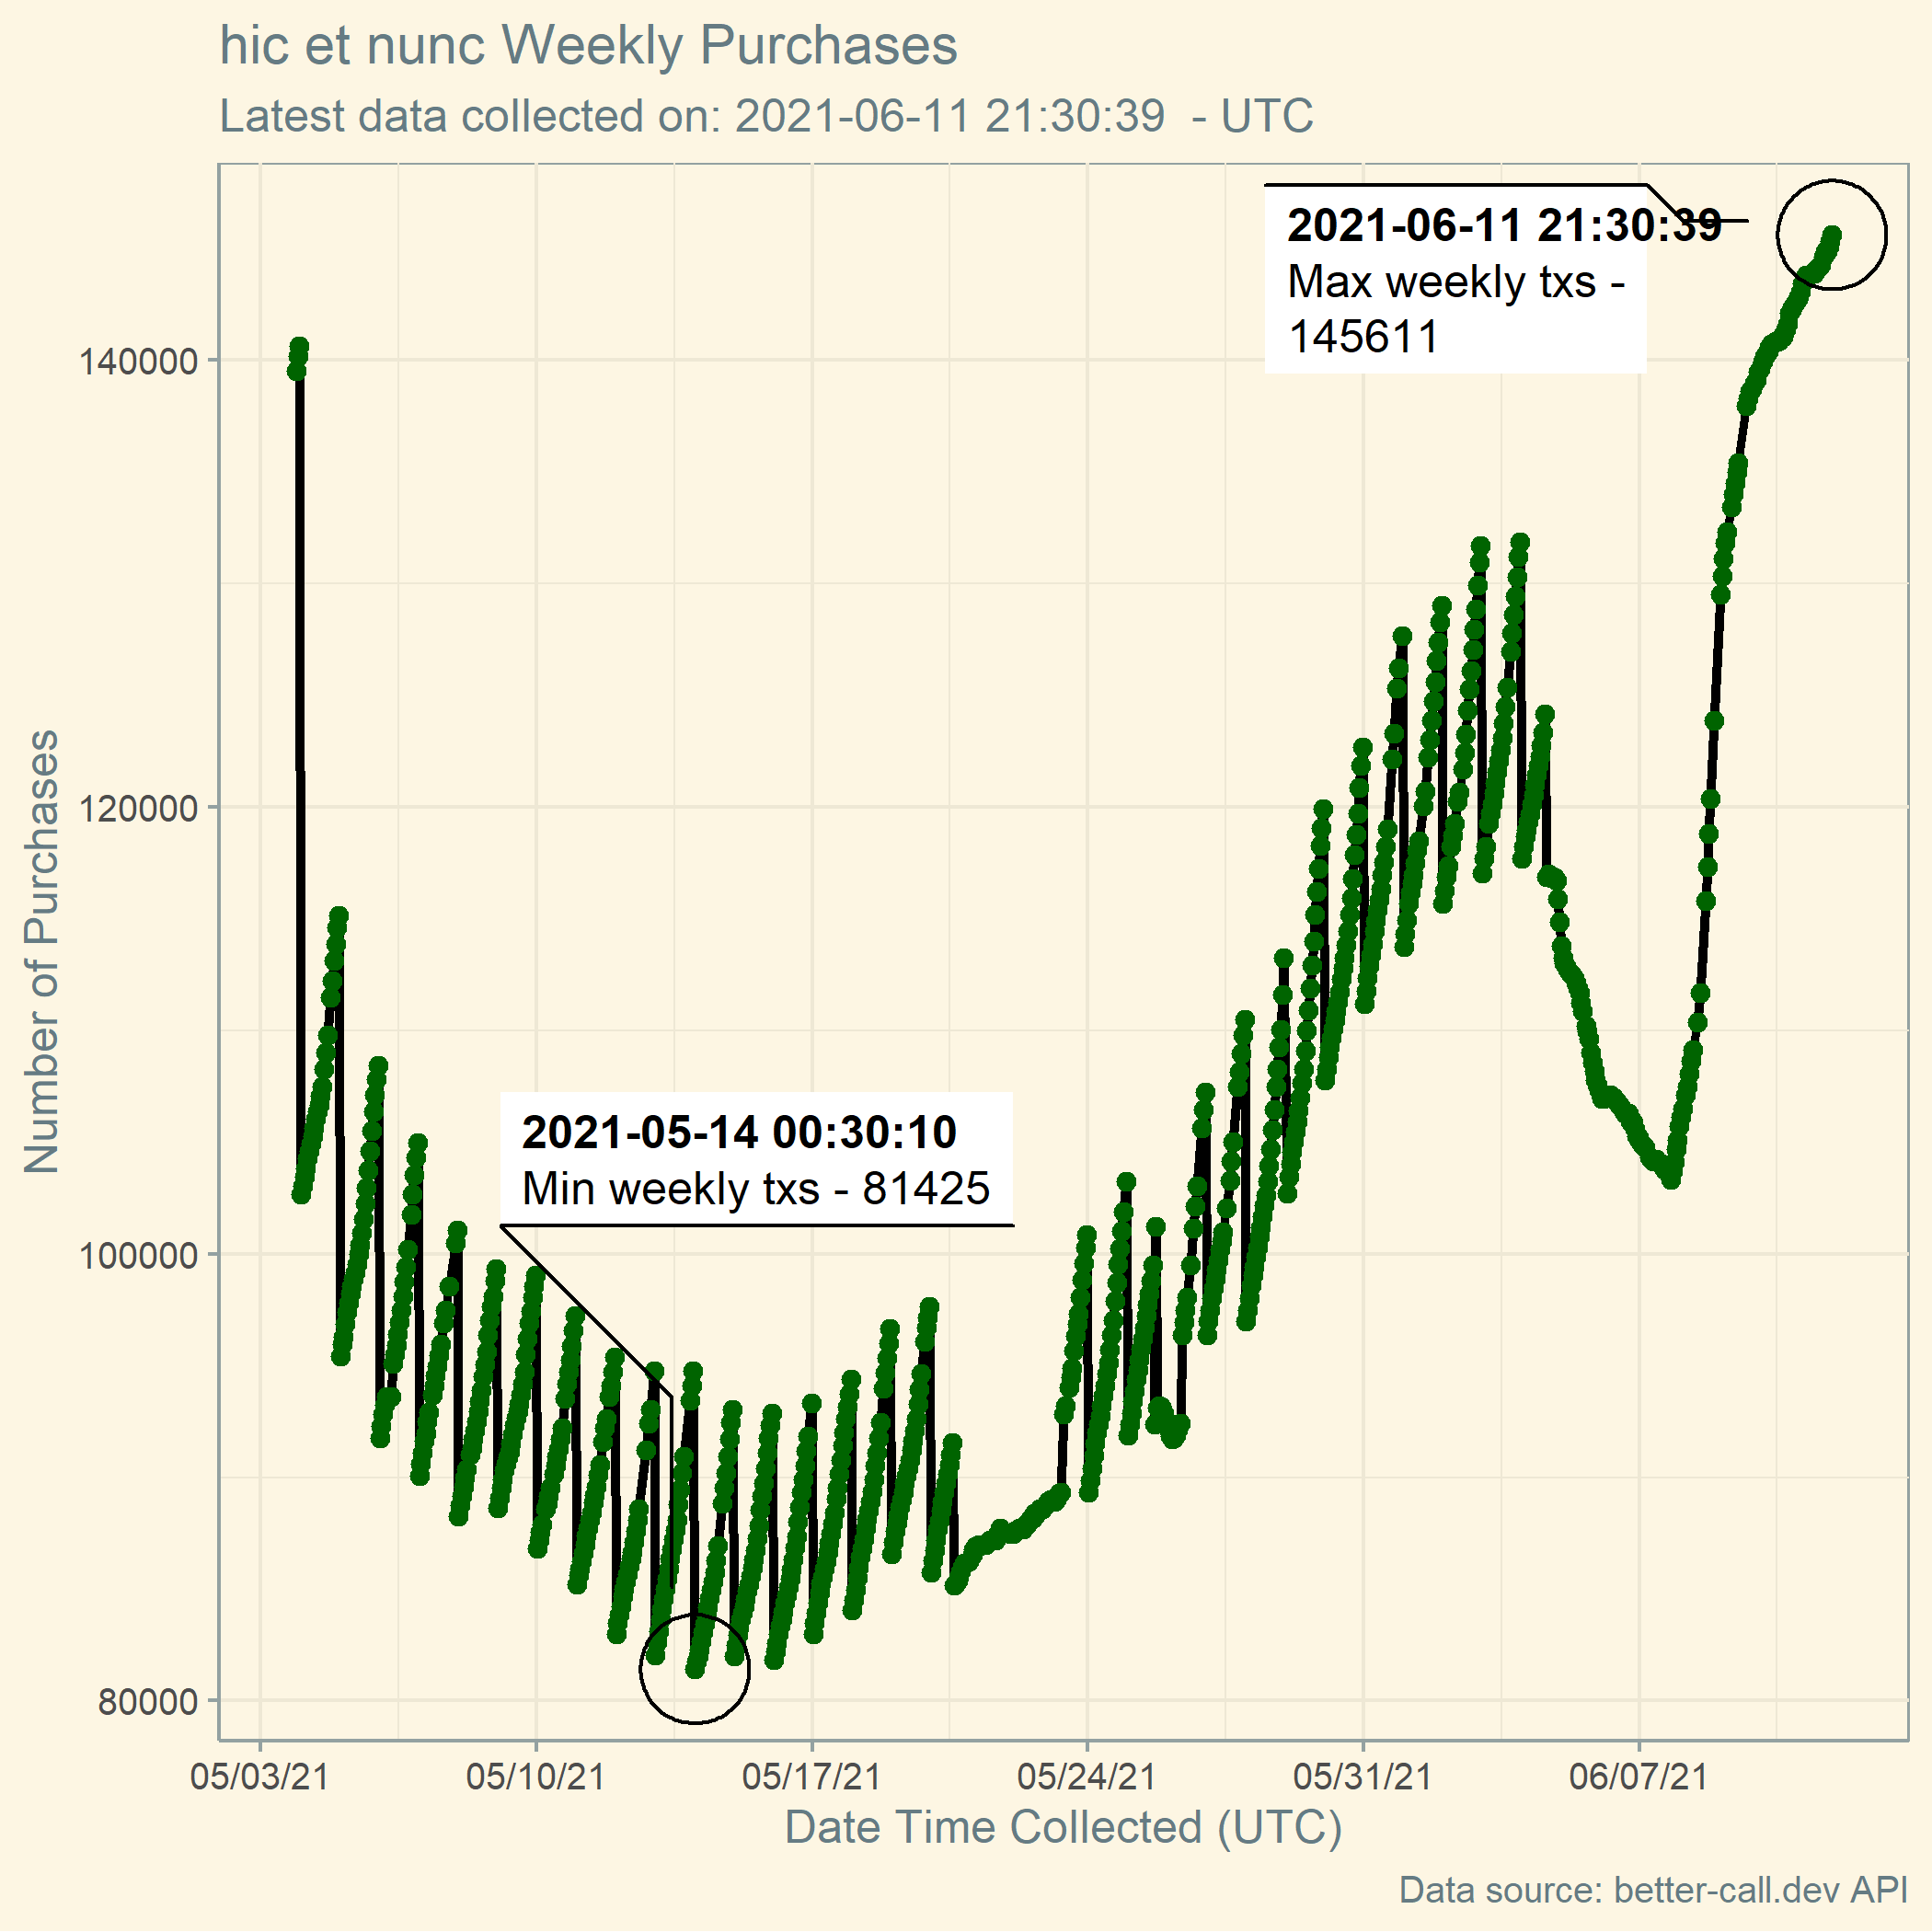 hic et nunc Weekly Purchases
Latest data collected on: 2021-06-11 21:30:39 - UTC
2021-06-11 21:30:39
Max weekly txs -
145611
2021-05-14 00:30:10
Min weekly txs - 81425
Number of Purchases
140000
120000
100000
80000
05/03/21 05/10/21 05/17/21 05/24/21 05/31/21 06/07/21
Date Time Collected (UTC)
Data source: better-call.dev API